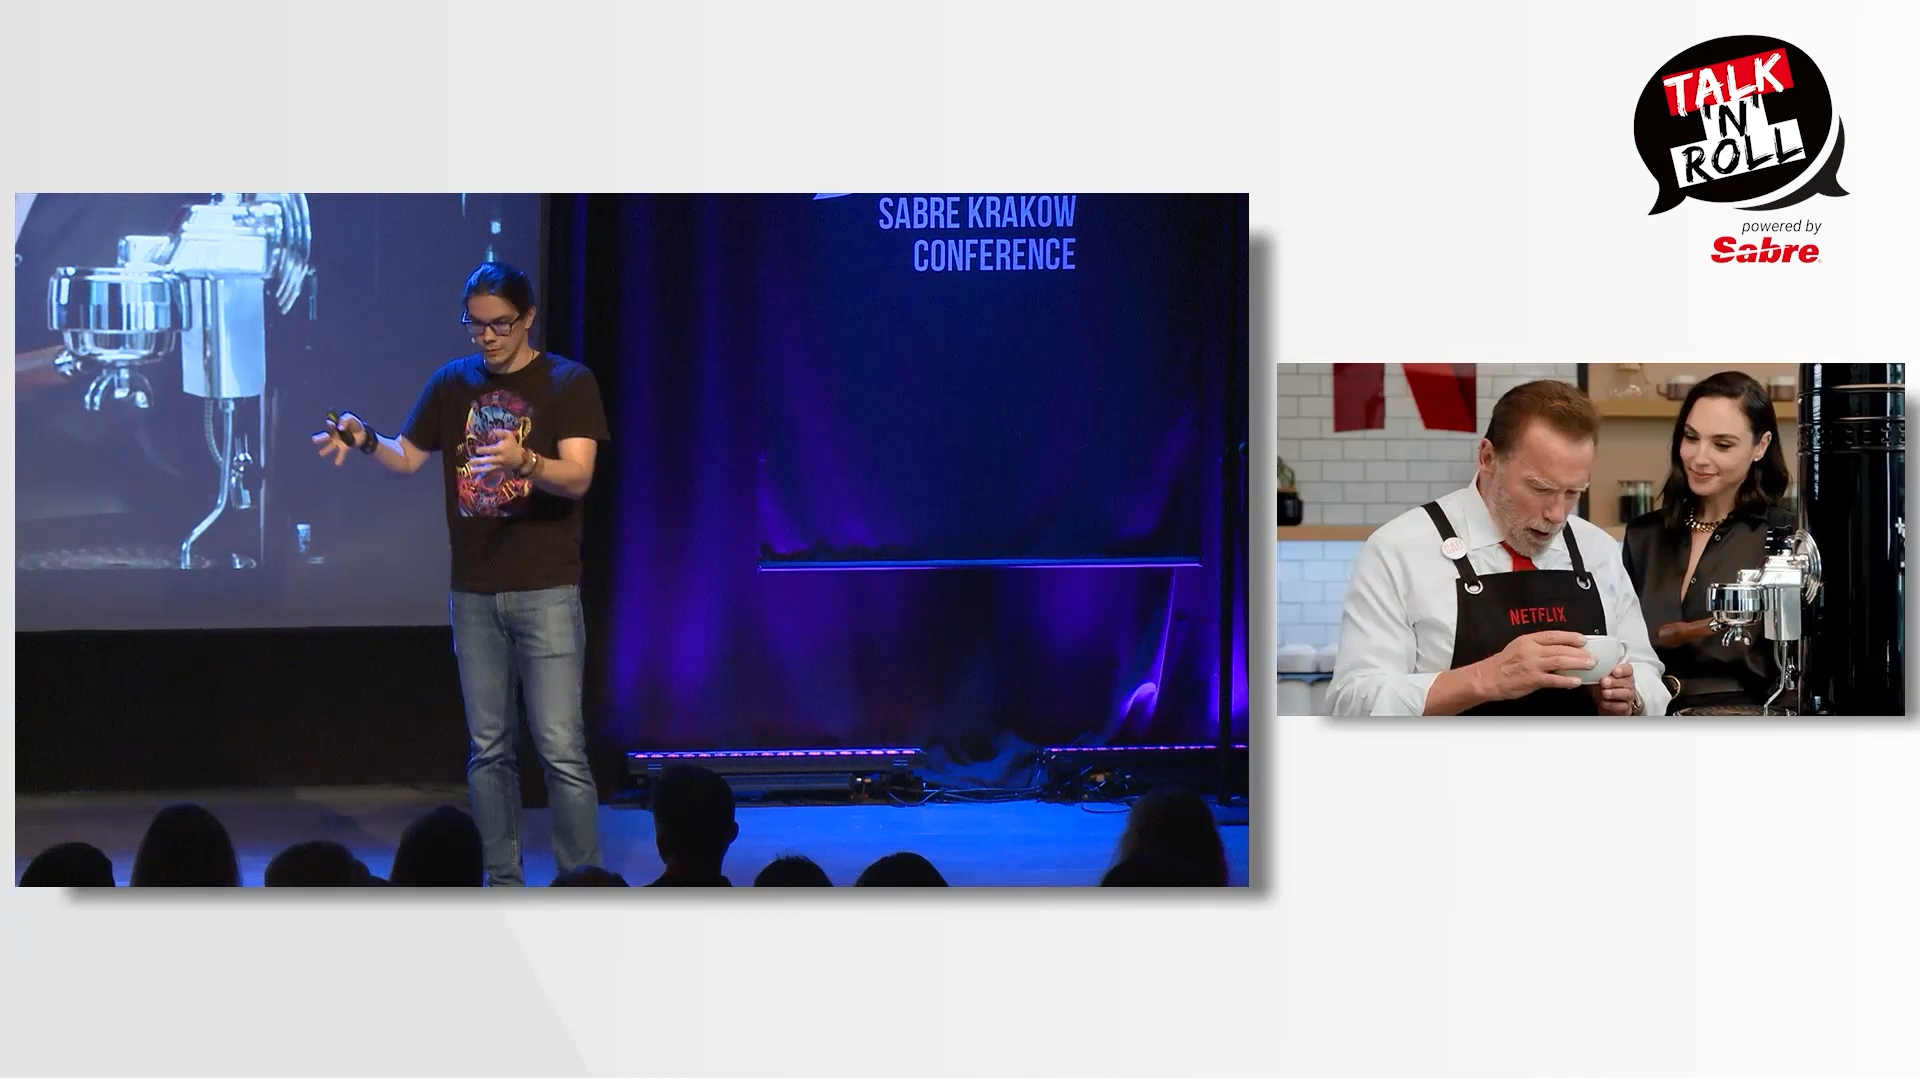 TALK
'N'
ROLL
powered by
Sabre
SABRE KRAKOW
CONFERENCE
NETFLIX